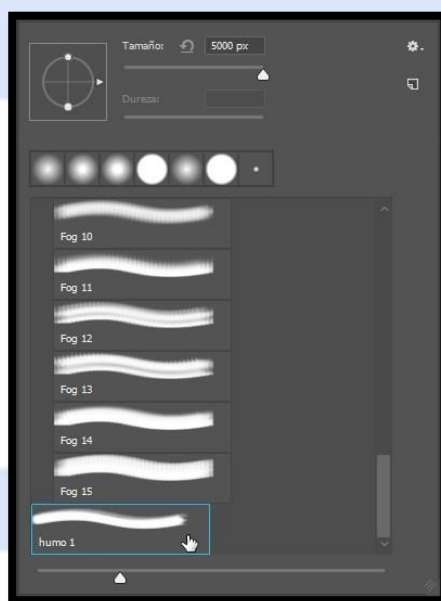 Tamaño: 5000 px
Dureza:
Fog 10
Fog 11
Fog 12
Fog 13
Fog 14
Fog 15
humo 1